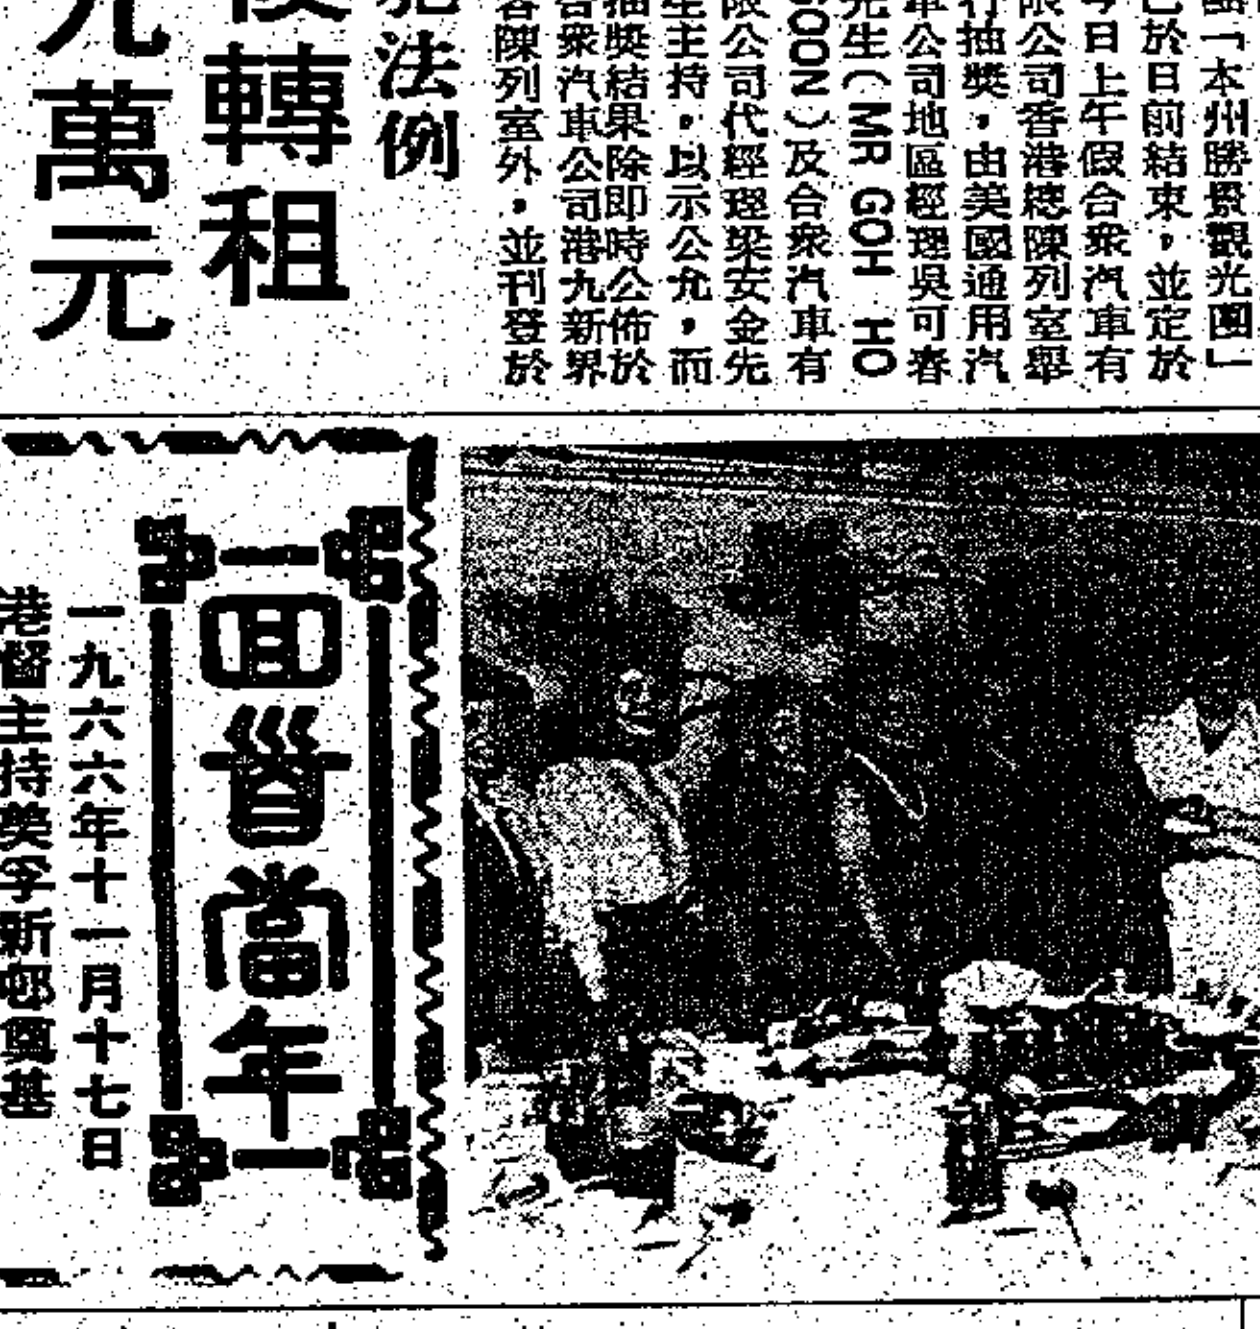 「本州勝景觀光團」
已於日前結束，並定於
今日上午假合衆汽車有
限公司香港總陳列室舉
行抽獎，由美國通用汽
車公司地區經理吳可春
先生（MR GOH HO
GOON）及合衆汽車有
限公司代經理梁安金先
生主持，以示公允，而
抽獎結果除即時公佈於
合衆汽車公司港九新界
各陳列室外，並刊登於
犯法例
轉租
萬元
回首當年
一九六六年十一月十七日
港督主持美孚新邨奠基